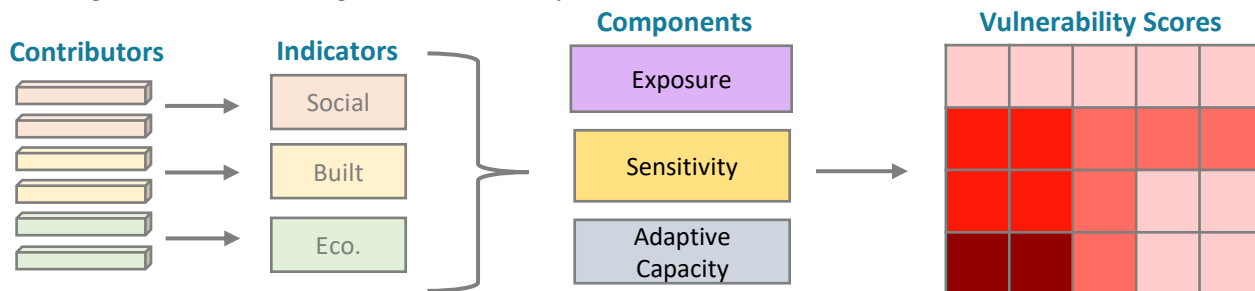 Contributors
Indicators
Components
Vulnerability Scores
Social
Built
Eco.
Exposure
Sensitivity
Adaptive
Capacity